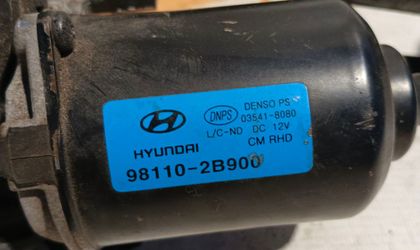 DENSO PS
DNPS 03541-8080
L/C-ND DC 12V
HYUNDAI CM RHD
98110-2B900